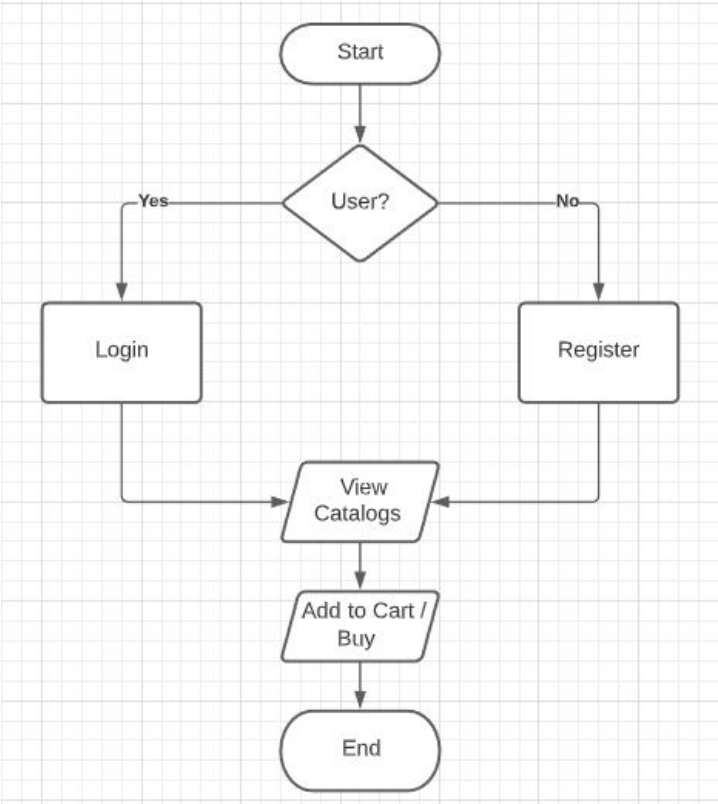 Start
User?
Yes
No
Login
Register
View
Catalogs
Add to Cart /
Buy
End